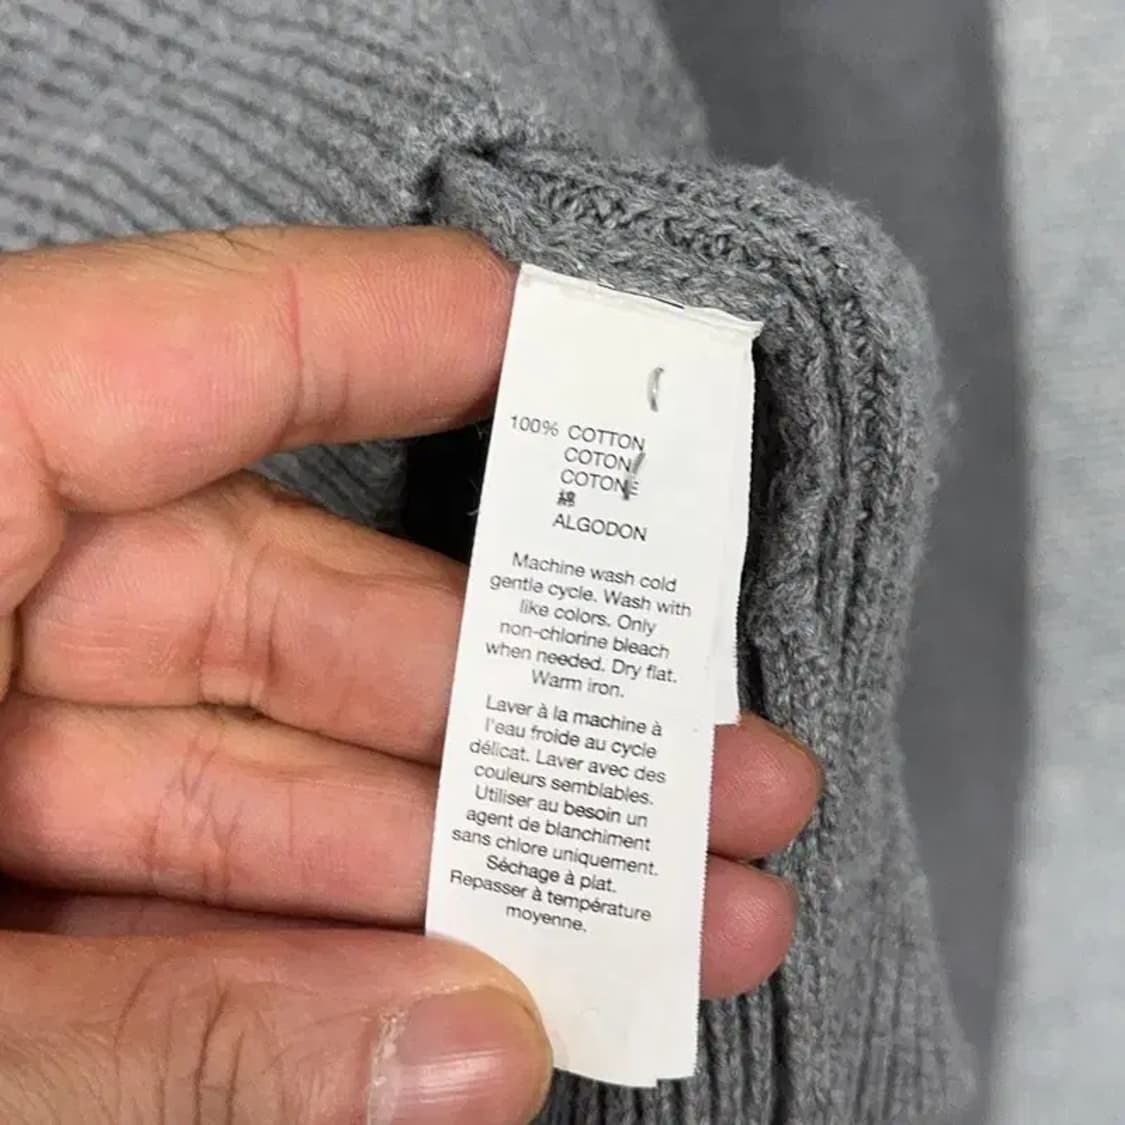 100% COTTON
COTON
COTONE
綿
ALGODON
Machine wash cold
gentle cycle. Wash with
like colors. Only
non-chlorine bleach
when needed. Dry flat.
Warm iron.
Laver à la machine à
l'eau froide au cycle
délicat. Laver avec des
couleurs semblables.
Utiliser au besoin un
agent de blanchiment
sans chlore uniquement.
Séchage à plat.
Repasser à température
moyenne.